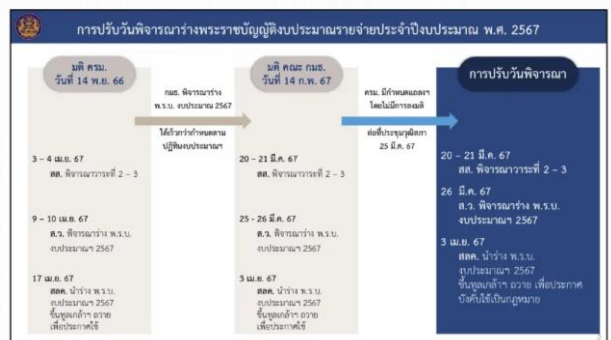 การปรับวันพิจารณาร่างพระราชบัญญัติงบประมาณรายจ่ายประจำปีงบประมาณ พ.ศ. 2567
มติ ครม.
วันที่ 14 พ.ย. 66
3 – 4 เม.ย. 67
สส. พิจารณาวาระที่ 2 – 3
9 – 10 เม.ย. 67
ส.ว. พิจารณาร่าง พ.ร.บ.
งบประมาณฯ 2567
17 เม.ย. 67
สลค. นำร่าง พ.ร.บ.
งบประมาณฯ 2567
ขึ้นทูลเกล้าฯ ถวาย
เพื่อประกาศใช้
กมธ. พิจารณาร่าง
พ.ร.บ. งบประมาณ 2567
ได้เร็วกว่ากำหนดตาม
ปฏิทินงบประมาณฯ
มติ คณะ กมธ.
วันที่ 14 ก.พ. 67
20 – 21 มี.ค. 67
สส. พิจารณาวาระที่ 2 – 3
25 - 26 มี.ค. 67
ส.ว. พิจารณาร่าง พ.ร.บ.
งบประมาณฯ 2567
3 เม.ย. 67
สลค. นำร่าง พ.ร.บ.
งบประมาณฯ 2567
ขึ้นทูลเกล้าฯ ถวาย
เพื่อประกาศใช้
ครม. มีกำหนดแถลงฯ
โดยไม่มีการลงมติ
ต่อที่ประชุมวุฒิสภา
25 มี.ค. 67
การปรับวันพิจารณา
20 – 21 มี.ค. 67
สส. พิจารณาวาระที่ 2 – 3
26 มี.ค. 67
ส.ว. พิจารณาร่าง พ.ร.บ.
งบประมาณฯ 2567
3 เม.ย. 67
สลค. นำร่าง พ.ร.บ.
งบประมาณฯ 2567
ขึ้นทูลเกล้าฯ ถวาย เพื่อประกาศ
บังคับใช้เป็นกฎหมาย